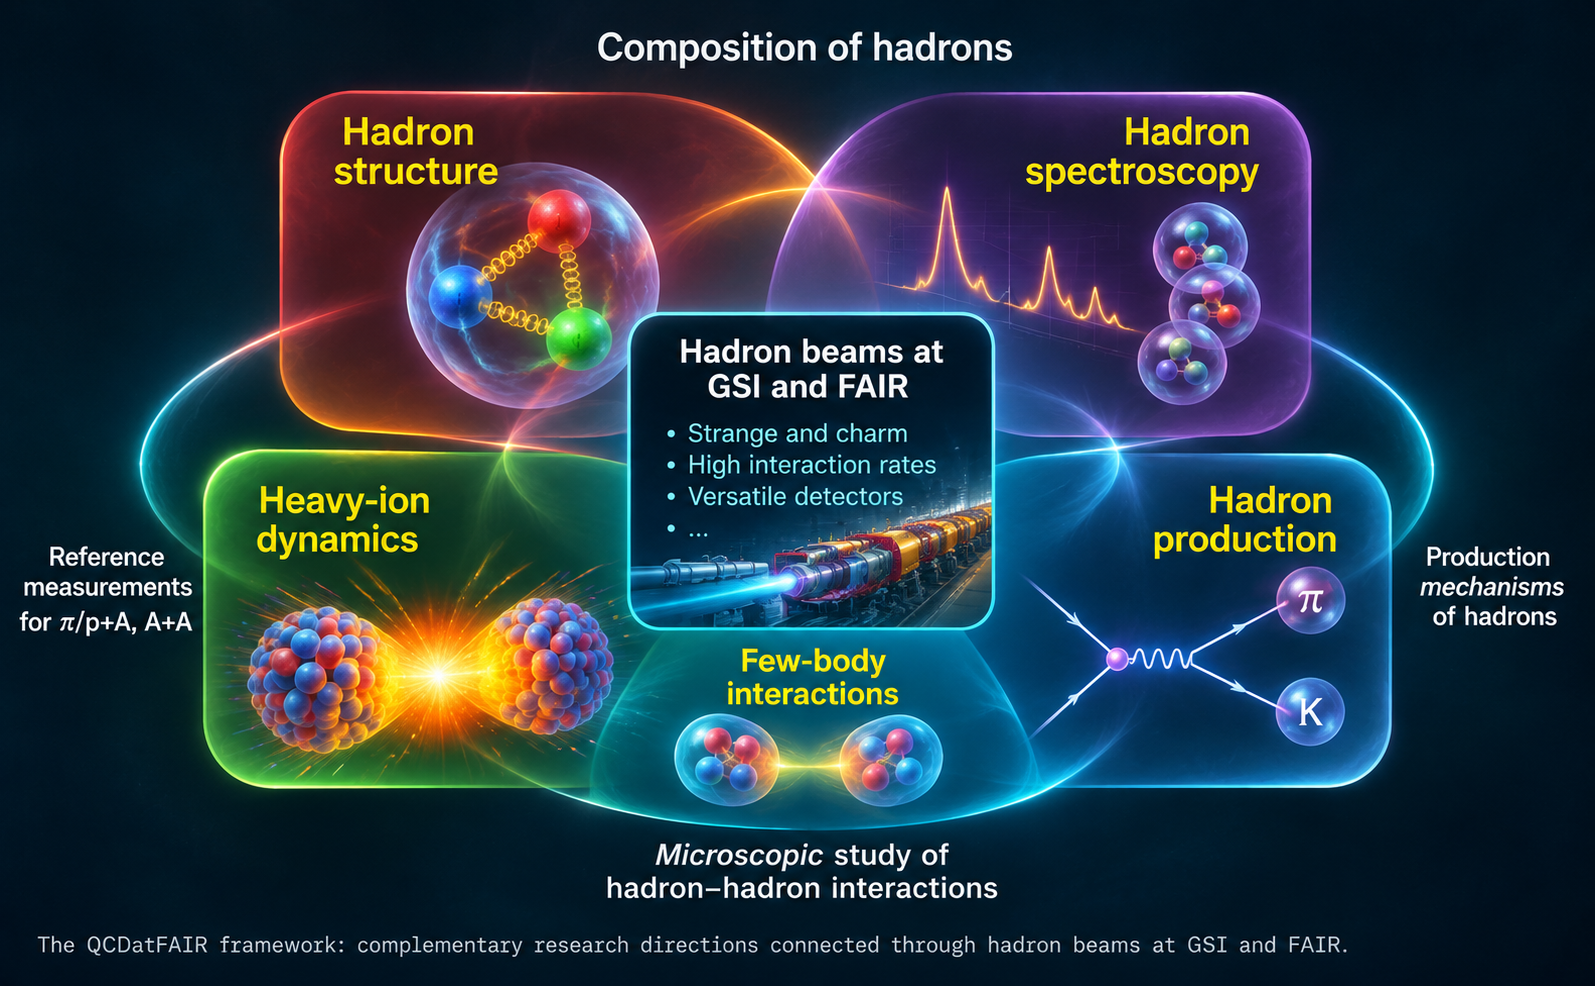 Composition of hadrons
Hadron
structure
Hadron
spectroscopy
Hadron beams at
GSI and FAIR
• Strange and charm
• High interaction rates
• Versatile detectors
• ...
Heavy-ion
dynamics
Hadron
production
π
K
Reference
measurements
for π/p+A, A+A
Production
mechanisms
of hadrons
Few-body
interactions
Microscopic study of
hadron–hadron interactions
The QCDatFAIR framework: complementary research directions connected through hadron beams at GSI and FAIR.